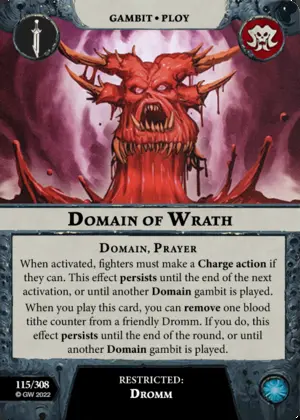 GAMBIT • PLOY
DOMAIN OF WRATH
DOMAIN, PRAYER
When activated, fighters must make a Charge action if
they can. This effect persists until the end of the next
activation, or until another Domain gambit is played.
When you play this card, you can remove one blood
tithe counter from a friendly Dromm. If you do, this
effect persists until the end of the round, or until
another Domain gambit is played.
115/308
© GW 2022
RESTRICTED:
DROMM